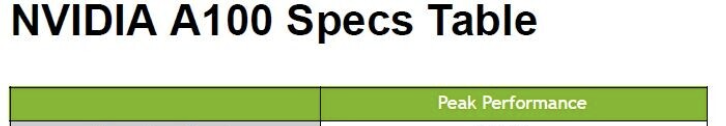 NVIDIA A100 Specs Table
Peak Performance